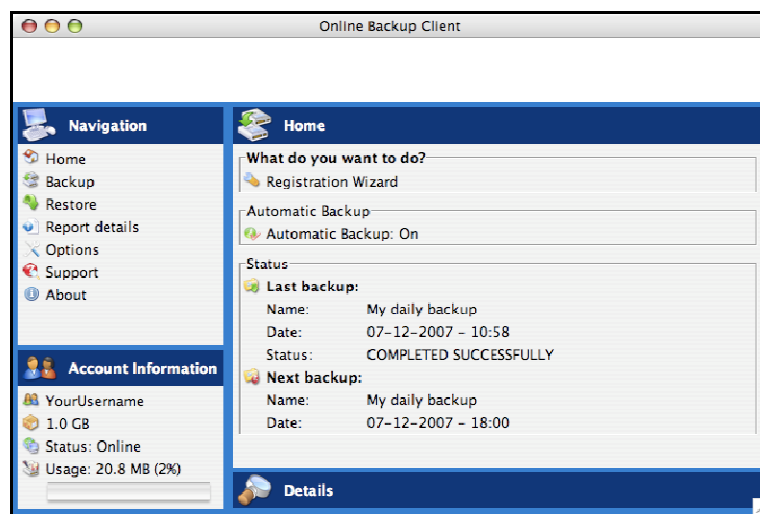 Online Backup Client
Navigation
Home
Backup
Restore
Report details
Options
Support
About
Account Information
YourUsername
1.0 GB
Status: Online
Usage: 20.8 MB (2%)
Home
What do you want to do?
Registration Wizard
Automatic Backup
Automatic Backup: On
Status
Last backup:
Name: My daily backup
Date: 07-12-2007 - 10:58
Status: COMPLETED SUCCESSFULLY
Next backup:
Name: My daily backup
Date: 07-12-2007 - 18:00
Details